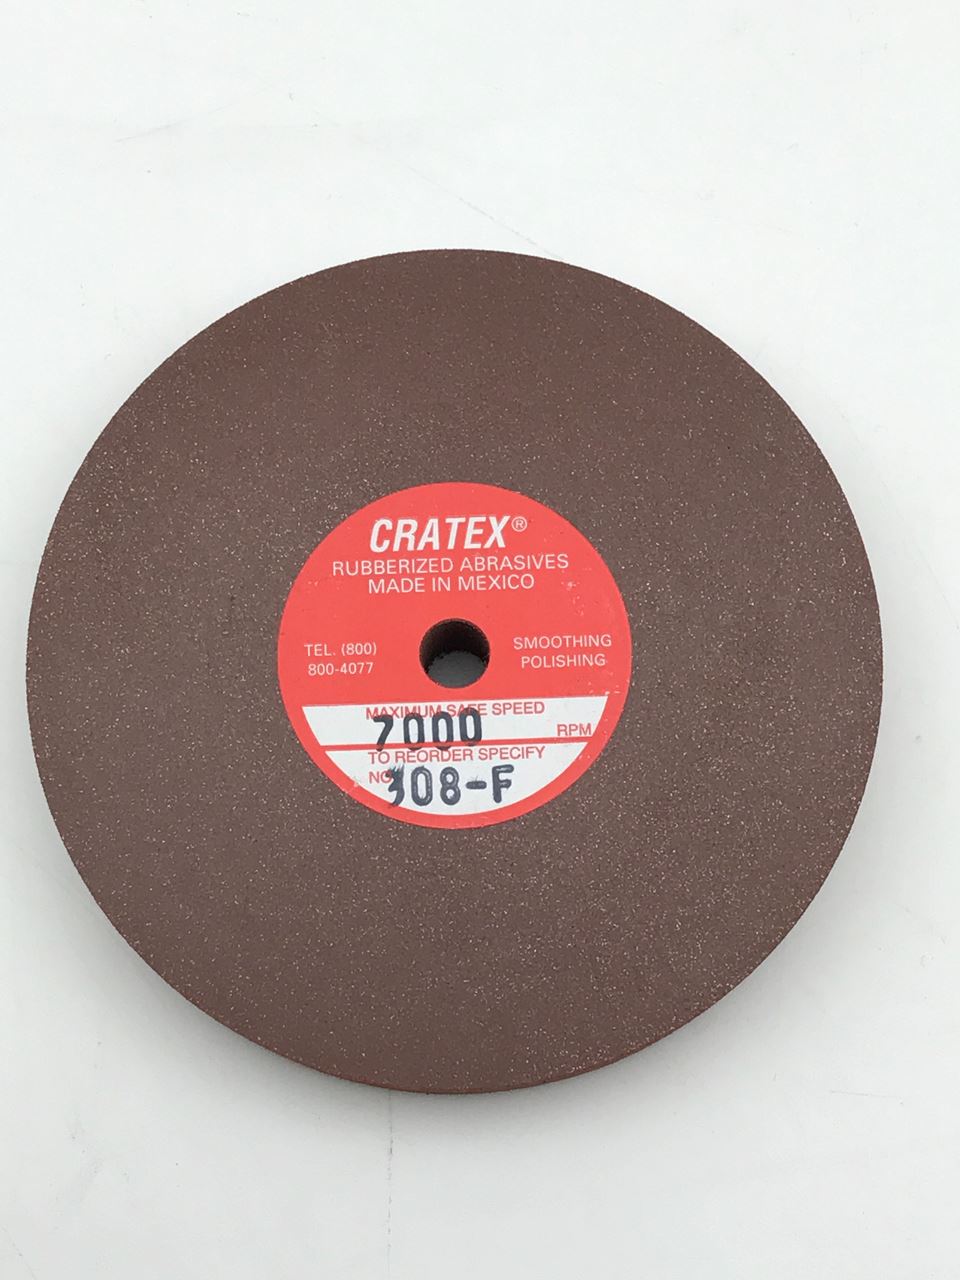 CRATEX®
RUBBERIZED ABRASIVES
MADE IN MEXICO
TEL. (800)
800-4077
SMOOTHING
POLISHING
MAXIMUM SAFE SPEED
7000 RPM
TO REORDER SPECIFY
NO. 308-F